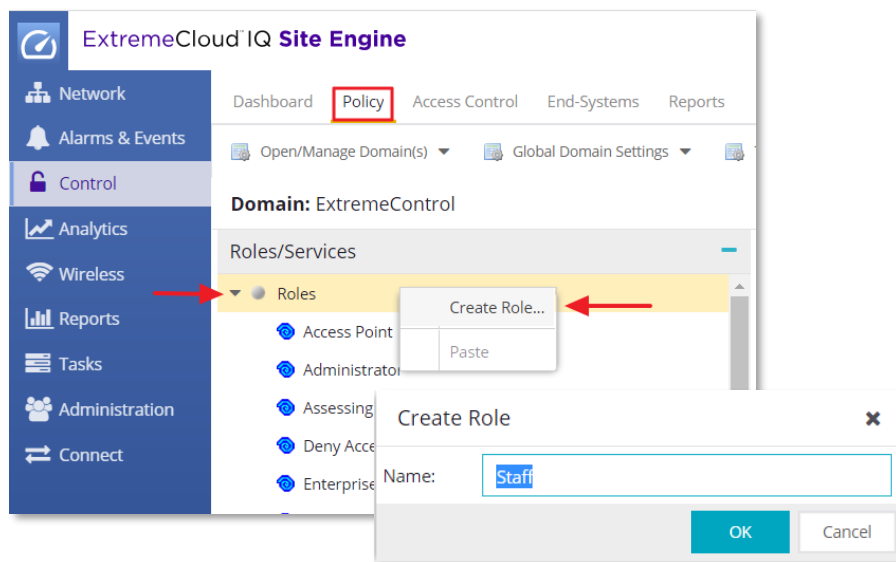 ExtremeCloud IQ Site Engine
Network
Alarms & Events
Control
Analytics
Wireless
Reports
Tasks
Administration
Connect
Dashboard Policy Access Control End-Systems Reports
Open/Manage Domain(s) Global Domain Settings
Domain: ExtremeControl
Roles/Services
Roles
Create Role...
Paste
Access Point
Administrator
Assessing
Deny Acce
Enterprise
Create Role
Name: Staff
OK Cancel